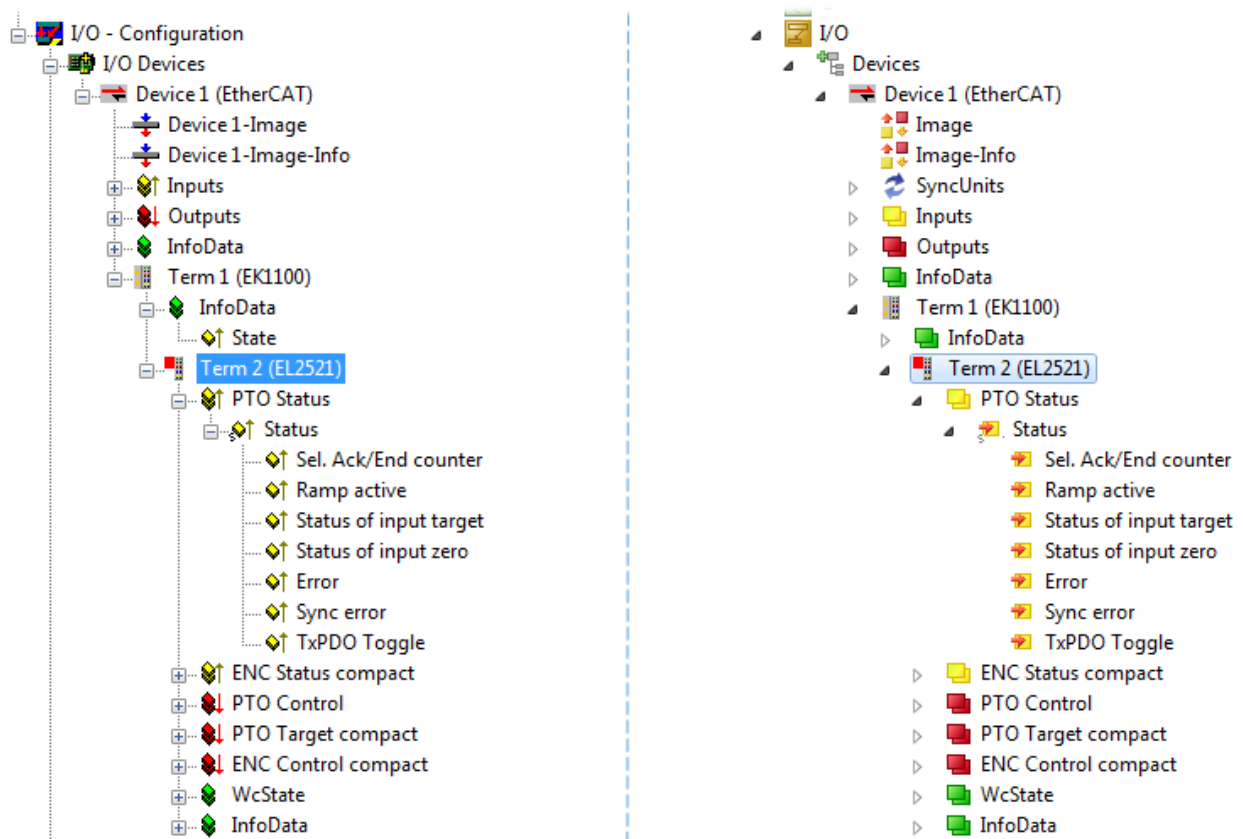 I/O - Configuration
I/O Devices
Device 1 (EtherCAT)
Device 1-Image
Device 1-Image-Info
Inputs
Outputs
InfoData
Term 1 (EK1100)
InfoData
State
Term 2 (EL2521)
PTO Status
Status
Sel. Ack/End counter
Ramp active
Status of input target
Status of input zero
Error
Sync error
TxPDO Toggle
ENC Status compact
PTO Control
PTO Target compact
ENC Control compact
WcState
InfoData
I/O
Devices
Device 1 (EtherCAT)
Image
Image-Info
SyncUnits
Inputs
Outputs
InfoData
Term 1 (EK1100)
InfoData
Term 2 (EL2521)
PTO Status
Status
Sel. Ack/End counter
Ramp active
Status of input target
Status of input zero
Error
Sync error
TxPDO Toggle
ENC Status compact
PTO Control
PTO Target compact
ENC Control compact
WcState
InfoData